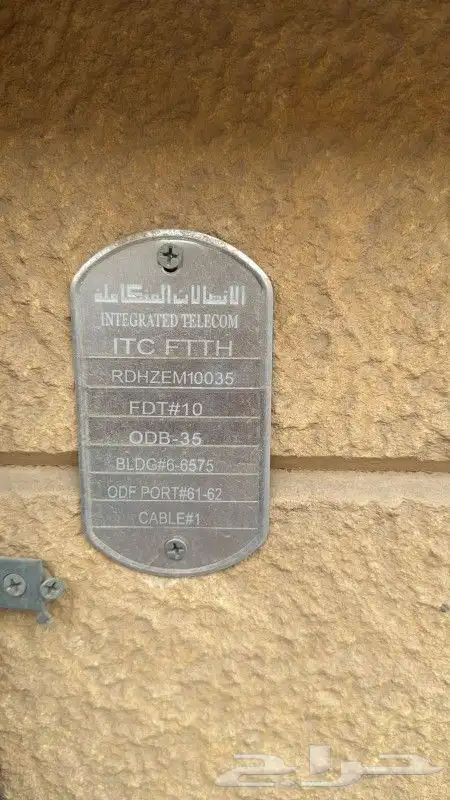 الاتصالات المتكاملة
INTEGRATED TELECOM
ITC FTTH
RDHZEM10035
FDT#10
ODB-35
BLDG#6-6575
ODF PORT#61-62
CABLE#1
حراج